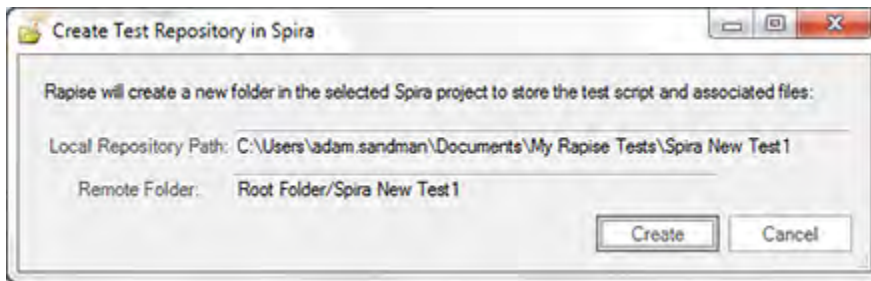 Create Test Repository in Spira
Rapise will create a new folder in the selected Spira project to store the test script and associated files:
Local Repository Path: C:\Users\adam.sandman\Documents\My Rapise Tests\Spira New Test1
Remote Folder: Root Folder/Spira New Test1
Create Cancel